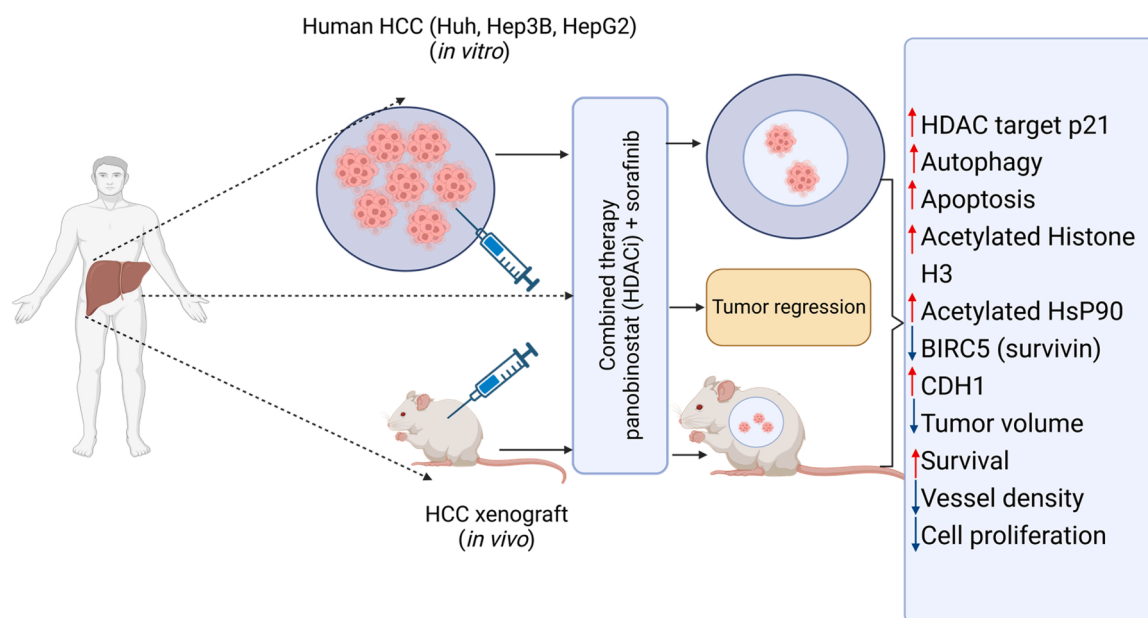 Human HCC (Huh, Hep3B, HepG2)
(in vitro)
Combined therapy
panobinostat (HDACi) + sorafinib
Tumor regression
HCC xenograft
(in vivo)
HDAC target p21
Autophagy
Apoptosis
Acetylated Histone
H3
Acetylated HsP90
BIRC5 (survivin)
CDH1
Tumor volume
Survival
Vessel density
Cell proliferation